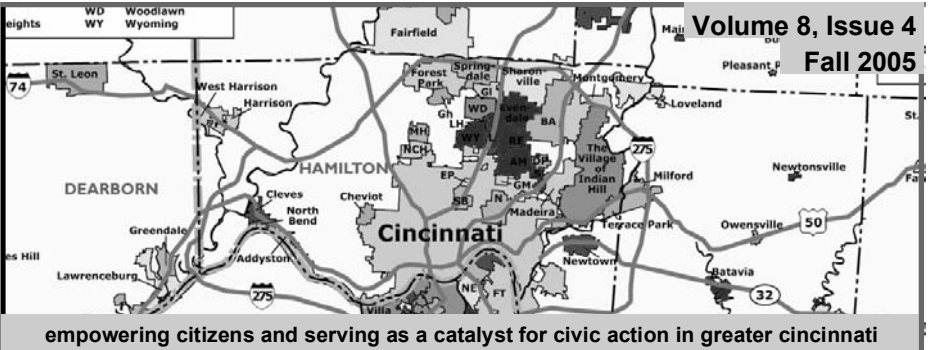 WD Woodlawn
eights WY Wyoming
Volume 8, Issue 4
Fall 2005
Fairfield
74
St. Leon
West Harrison
Harrison
Forest
Park
Spring-
dale
Sharon-
ville
Montgomery
Loveland
Gh
Gl
LH
WD
Even-
dale
BA
MH
WY
RE
NCH
AM
HAMILTON
EP
GM
SB
N
The
Village
of
Indian
Hill
275
Milford
Newtonsville
DEARBORN
Cleves
North
Bend
Cheviot
Madeira
Terrace Park
50
Greendale
Cincinnati
Owensville
es Hill
Addyston
Newtown
Batavia
Lawrenceburg
275
Villa
NE
FT
32
empowering citizens and serving as a catalyst for civic action in greater cincinnati